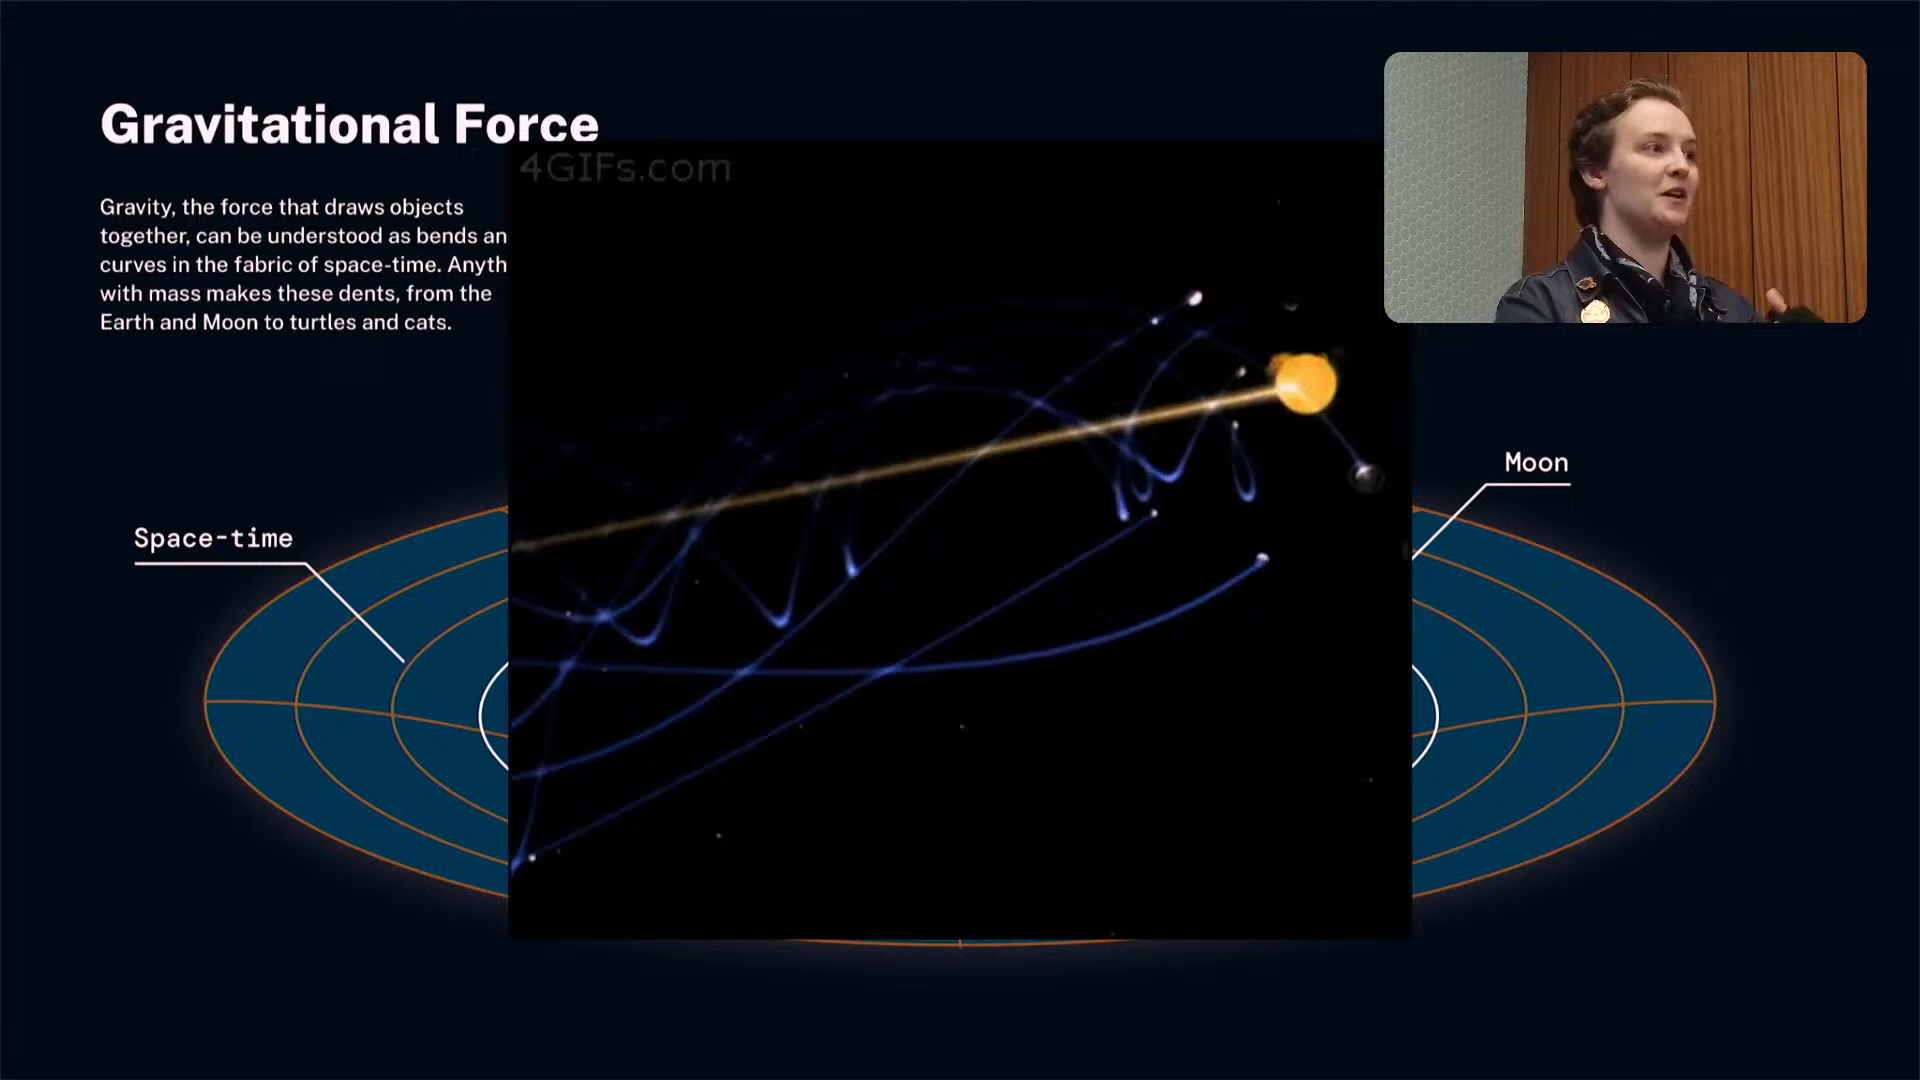 Gravitational Force
4GIFs.com
Gravity, the force that draws objects
together, can be understood as bends an
curves in the fabric of space-time. Anyth
with mass makes these dents, from the
Earth and Moon to turtles and cats.
Moon
Space-time